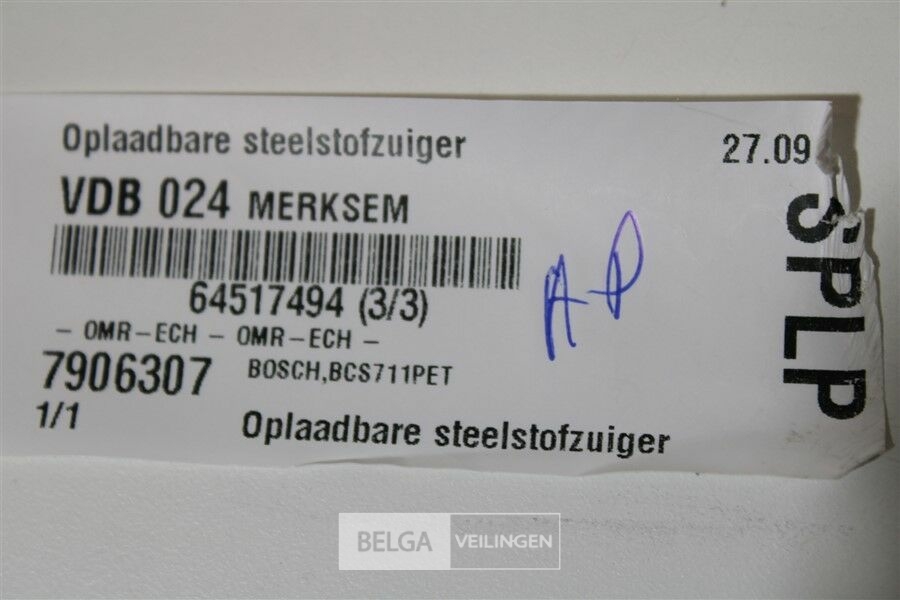 Oplaadbare steelstofzuiger 27.09
VDB 024 MERKSEM
64517494 (3/3)
- OMR-ECH - OMR-ECH -
7906307 BOSCH,BCS711PET
1/1 Oplaadbare steelstofzuiger
SPLP
A-P
BELGA VEILINGEN